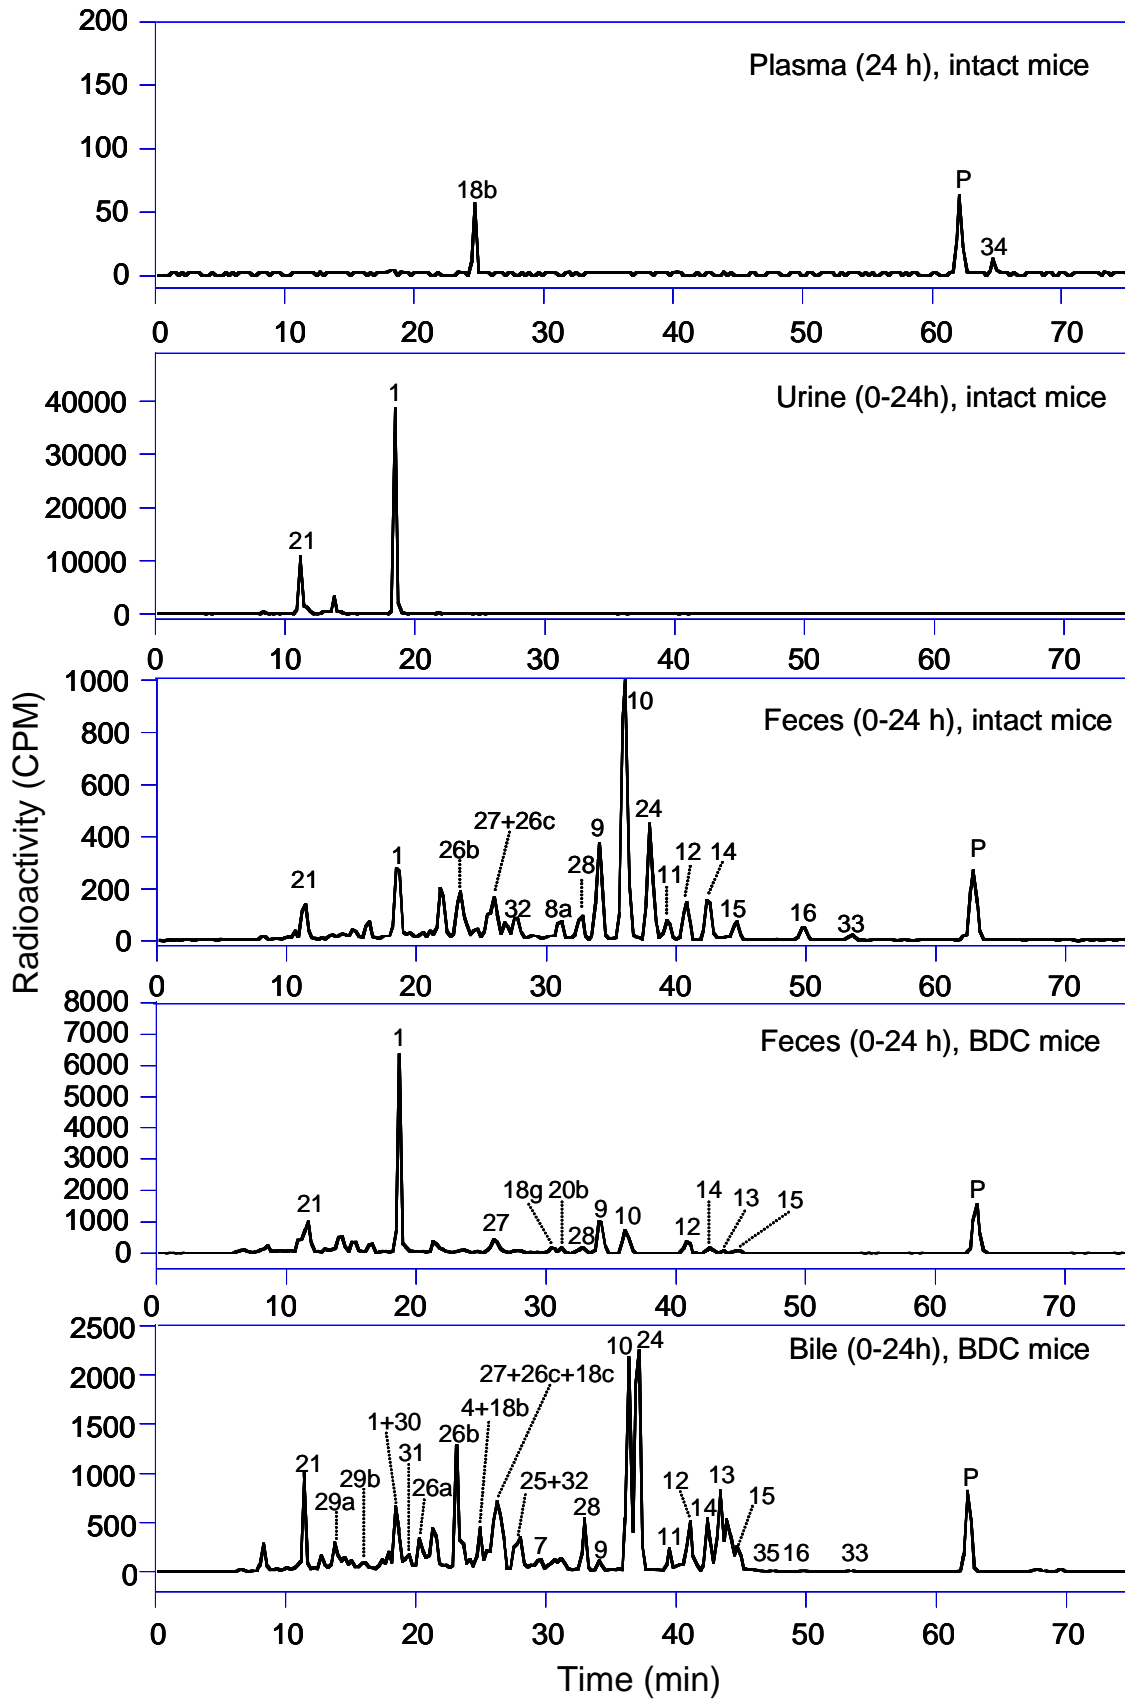 Radioactivity (CPM)
200
Plasma (24 h), intact mice
150
100
18b
P
50
34
0
0 10 20 30 40 50 60 70
1
Urine (0-24h), intact mice
40000
30000
20000
21
10000
0
0 10 20 30 40 50 60 70
1000
10
Feces (0-24 h), intact mice
800
600
27+26c
24
400
9
26b
1
12
14
P
28
11
21
200
32
8a
15
16
33
0
0 10 20 30 40 50 60 70
8000
7000
1
Feces (0-24 h), BDC mice
6000
5000
4000
3000
2000
18g
20b
14
13
15
P
21
9
10
1000
27
28
12
0
0 10 20 30 40 50 60 70
2500
10
24
Bile (0-24h), BDC mice
27+26c+18c
2000
4+18b
1+30
1500
26b
31
21
29b
25+32
12
13
P
1000
29a
26a
28
14
15
500
7
9
11
35
16
33
0
0 10 20 30 40 50 60 70
Time (min)